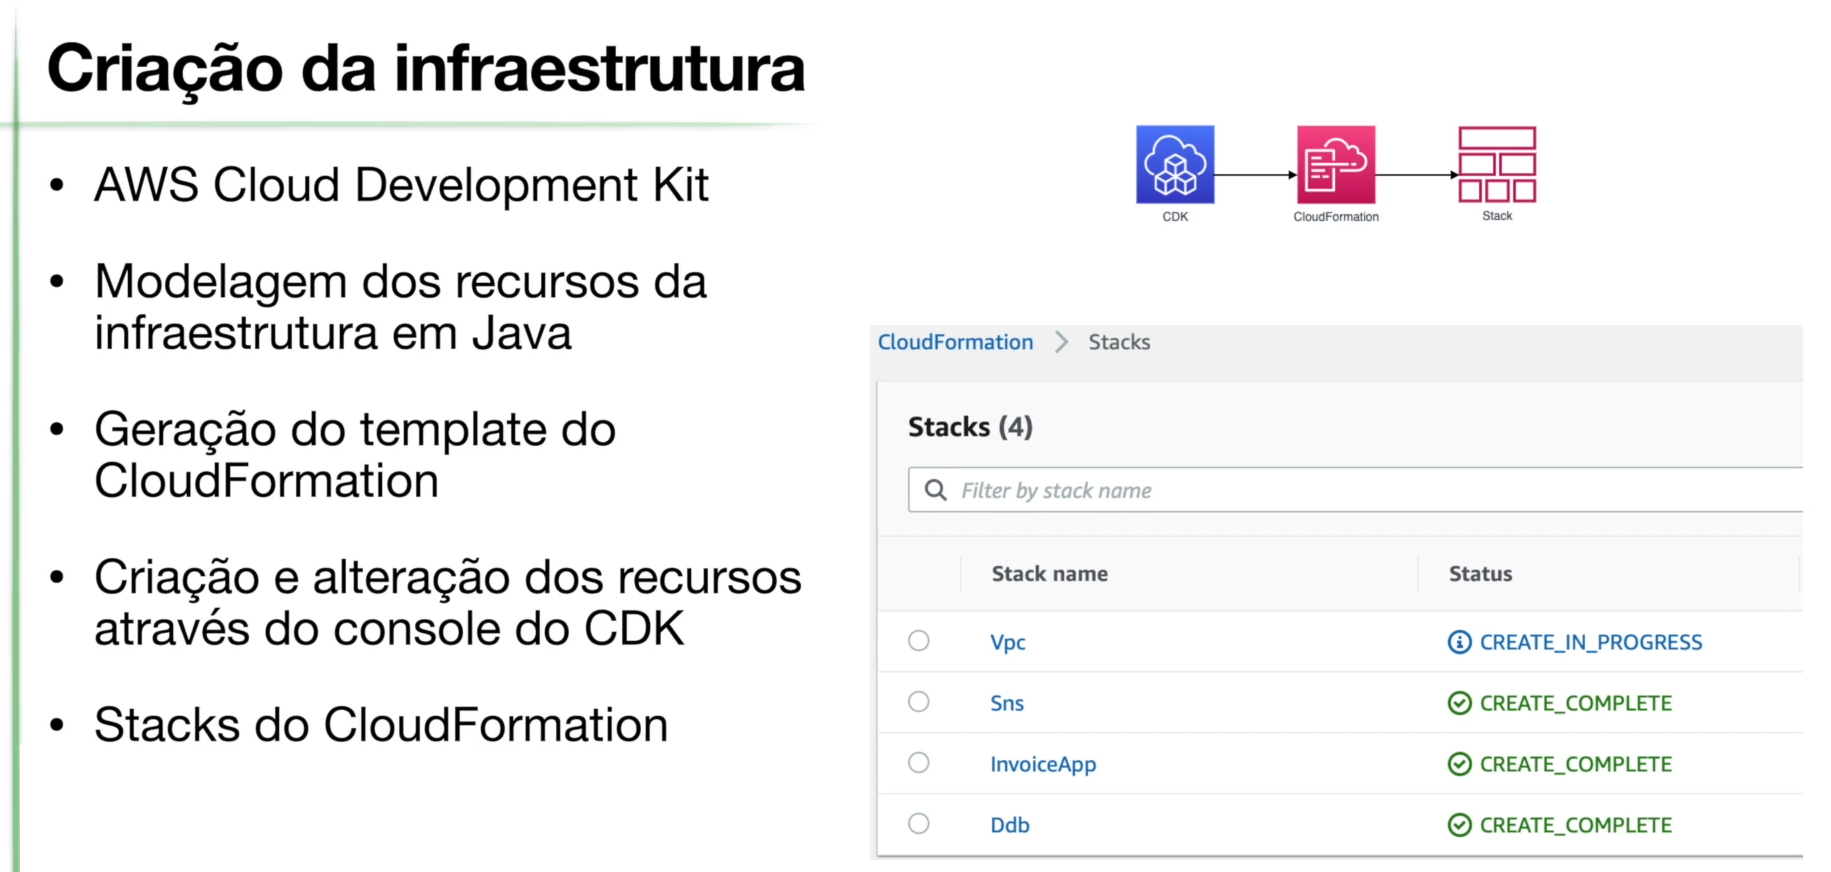 Criação da infraestrutura
• AWS Cloud Development Kit
• Modelagem dos recursos da
infraestrutura em Java
• Geração do template do
CloudFormation
• Criação e alteração dos recursos
através do console do CDK
• Stacks do CloudFormation
CDK
CloudFormation
Stack
CloudFormation > Stacks
Stacks (4)
Filter by stack name
Stack name Status
Vpc CREATE_IN_PROGRESS
Sns CREATE_COMPLETE
InvoiceApp CREATE_COMPLETE
Ddb CREATE_COMPLETE